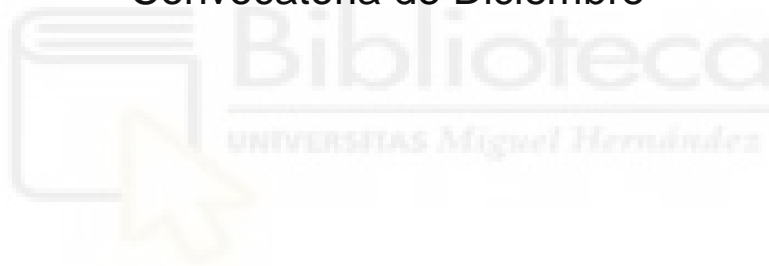 Convocatoria de Diciembre
Biblioteca
UNIVERSITAS Miguel Hernández